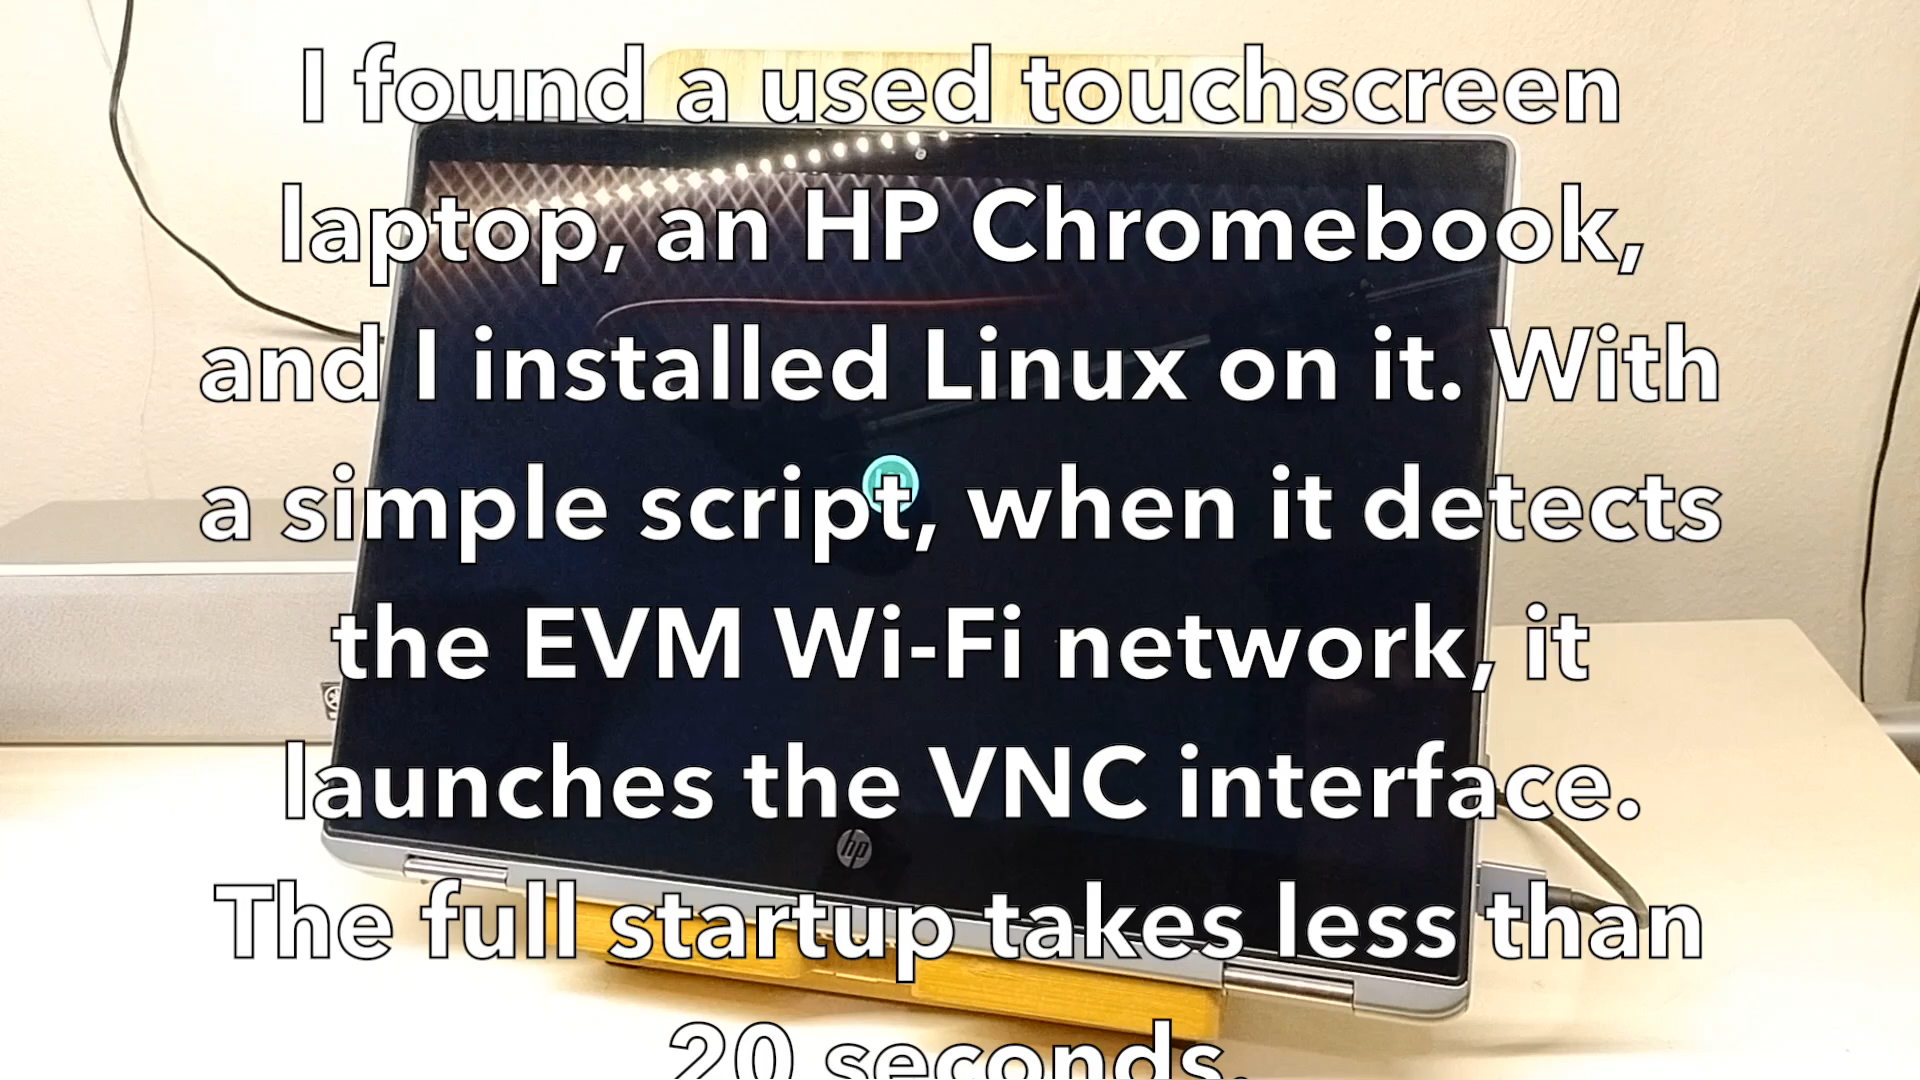 I found a used touchscreen
laptop, an HP Chromebook,
and I installed Linux on it. With
a simple script, when it detects
the EVM Wi-Fi network, it
launches the VNC interface.
The full startup takes less than
20 seconds.
hp